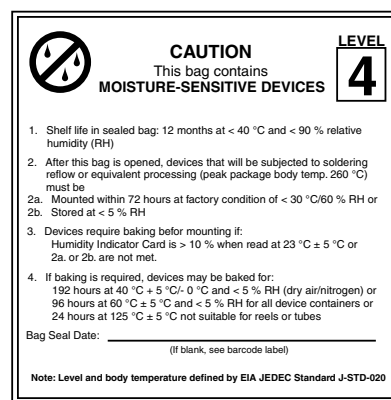 LEVEL
4
CAUTION
This bag contains
MOISTURE-SENSITIVE DEVICES
1. Shelf life in sealed bag: 12 months at < 40 °C and < 90 % relative
humidity (RH)
2. After this bag is opened, devices that will be subjected to soldering
reflow or equivalent processing (peak package body temp. 260 °C)
must be
2a. Mounted within 72 hours at factory condition of < 30 °C/60 % RH or
2b. Stored at < 5 % RH
3. Devices require baking befor mounting if:
Humidity Indicator Card is > 10 % when read at 23 °C ± 5 °C or
2a. or 2b. are not met.
4. If baking is required, devices may be baked for:
192 hours at 40 °C + 5 °C/- 0 °C and < 5 % RH (dry air/nitrogen) or
96 hours at 60 °C ± 5 °C and < 5 % RH for all device containers or
24 hours at 125 °C ± 5 °C not suitable for reels or tubes
Bag Seal Date:
(If blank, see barcode label)
Note: Level and body temperature defined by EIA JEDEC Standard J-STD-020